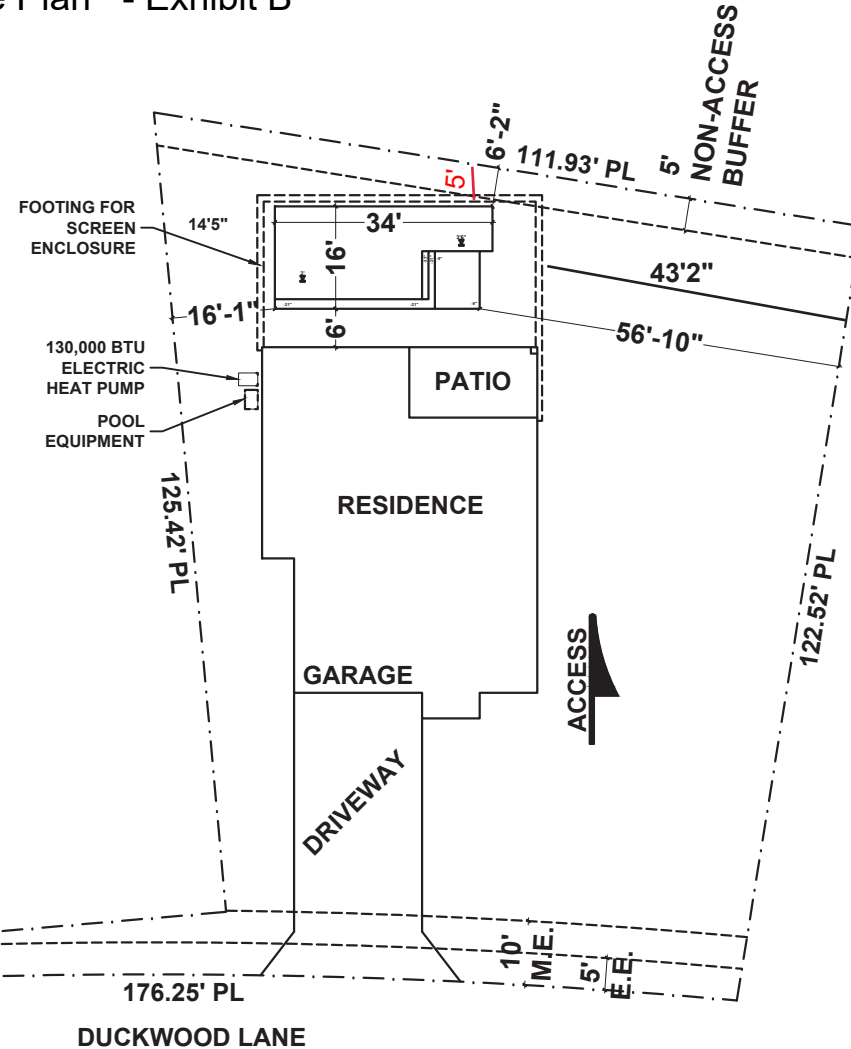 e Plan - Exhibit B
NON-ACCESS
BUFFER
5'
6'-2"
111.93' PL
5'
FOOTING FOR
SCREEN
ENCLOSURE
14'5"
34'
16'
43'2"
16'-1"
6'
56'-10"
130,000 BTU
ELECTRIC
HEAT PUMP
PATIO
POOL
EQUIPMENT
125.42' PL
RESIDENCE
122.52' PL
ACCESS
GARAGE
DRIVEWAY
10'
M.E.
5'
E.E.
176.25' PL
DUCKWOOD LANE